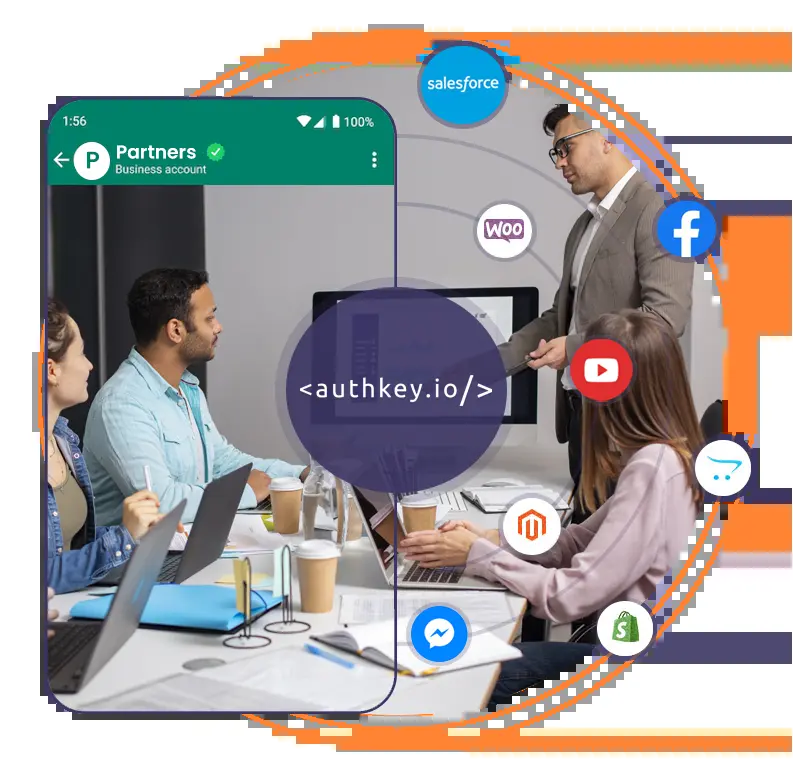 salesforce
1:56
100%
P
Partners
Business account
WOO
<authkey.io/>